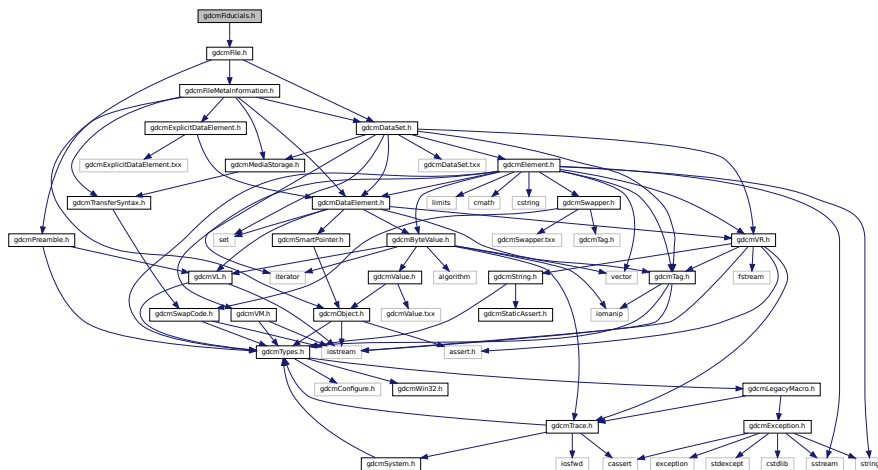 gdcmFiducials.h
gdcmFile.h
gdcmFileMetaInformation.h
gdcmExplicitDataElement.h
gdcmDataSet.h
gdcmExplicitDataElement.txx
gdcmMediaStorage.h
gdcmDataSet.txx
gdcmElement.h
gdcmTransferSyntax.h
gdcmDataElement.h
limits
cmath
cstring
gdcmSwapper.h
gdcmPreamble.h
set
gdcmSmartPointer.h
gdcmByteValue.h
gdcmSwapper.txx
gdcmTag.h
gdcmVR.h
gdcmVL.h
iterator
gdcmValue.h
algorithm
gdcmString.h
vector
gdcmTag.h
fstream
gdcmSwapCode.h
gdcmVM.h
gdcmObject.h
gdcmValue.txx
gdcmStaticAssert.h
iomanip
gdcmTypes.h
iostream
assert.h
gdcmConfigure.h
gdcmWin32.h
gdcmLegacyMacro.h
gdcmTrace.h
gdcmException.h
gdcmSystem.h
iosfwd
cassert
exception
stdexcept
cstdlib
sstream
string